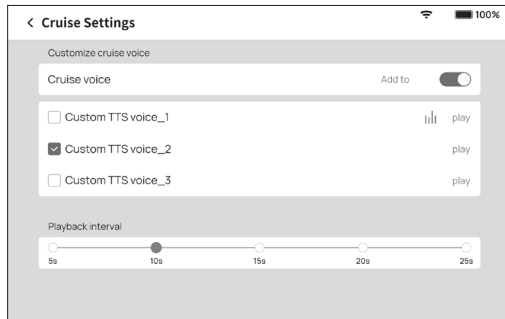 Cruise Settings
100%
Customize cruise voice
Cruise voice
Add to
Custom TTS voice_1
play
Custom TTS voice_2
play
Custom TTS voice_3
play
Playback interval
5s 10s 15s 20s 25s